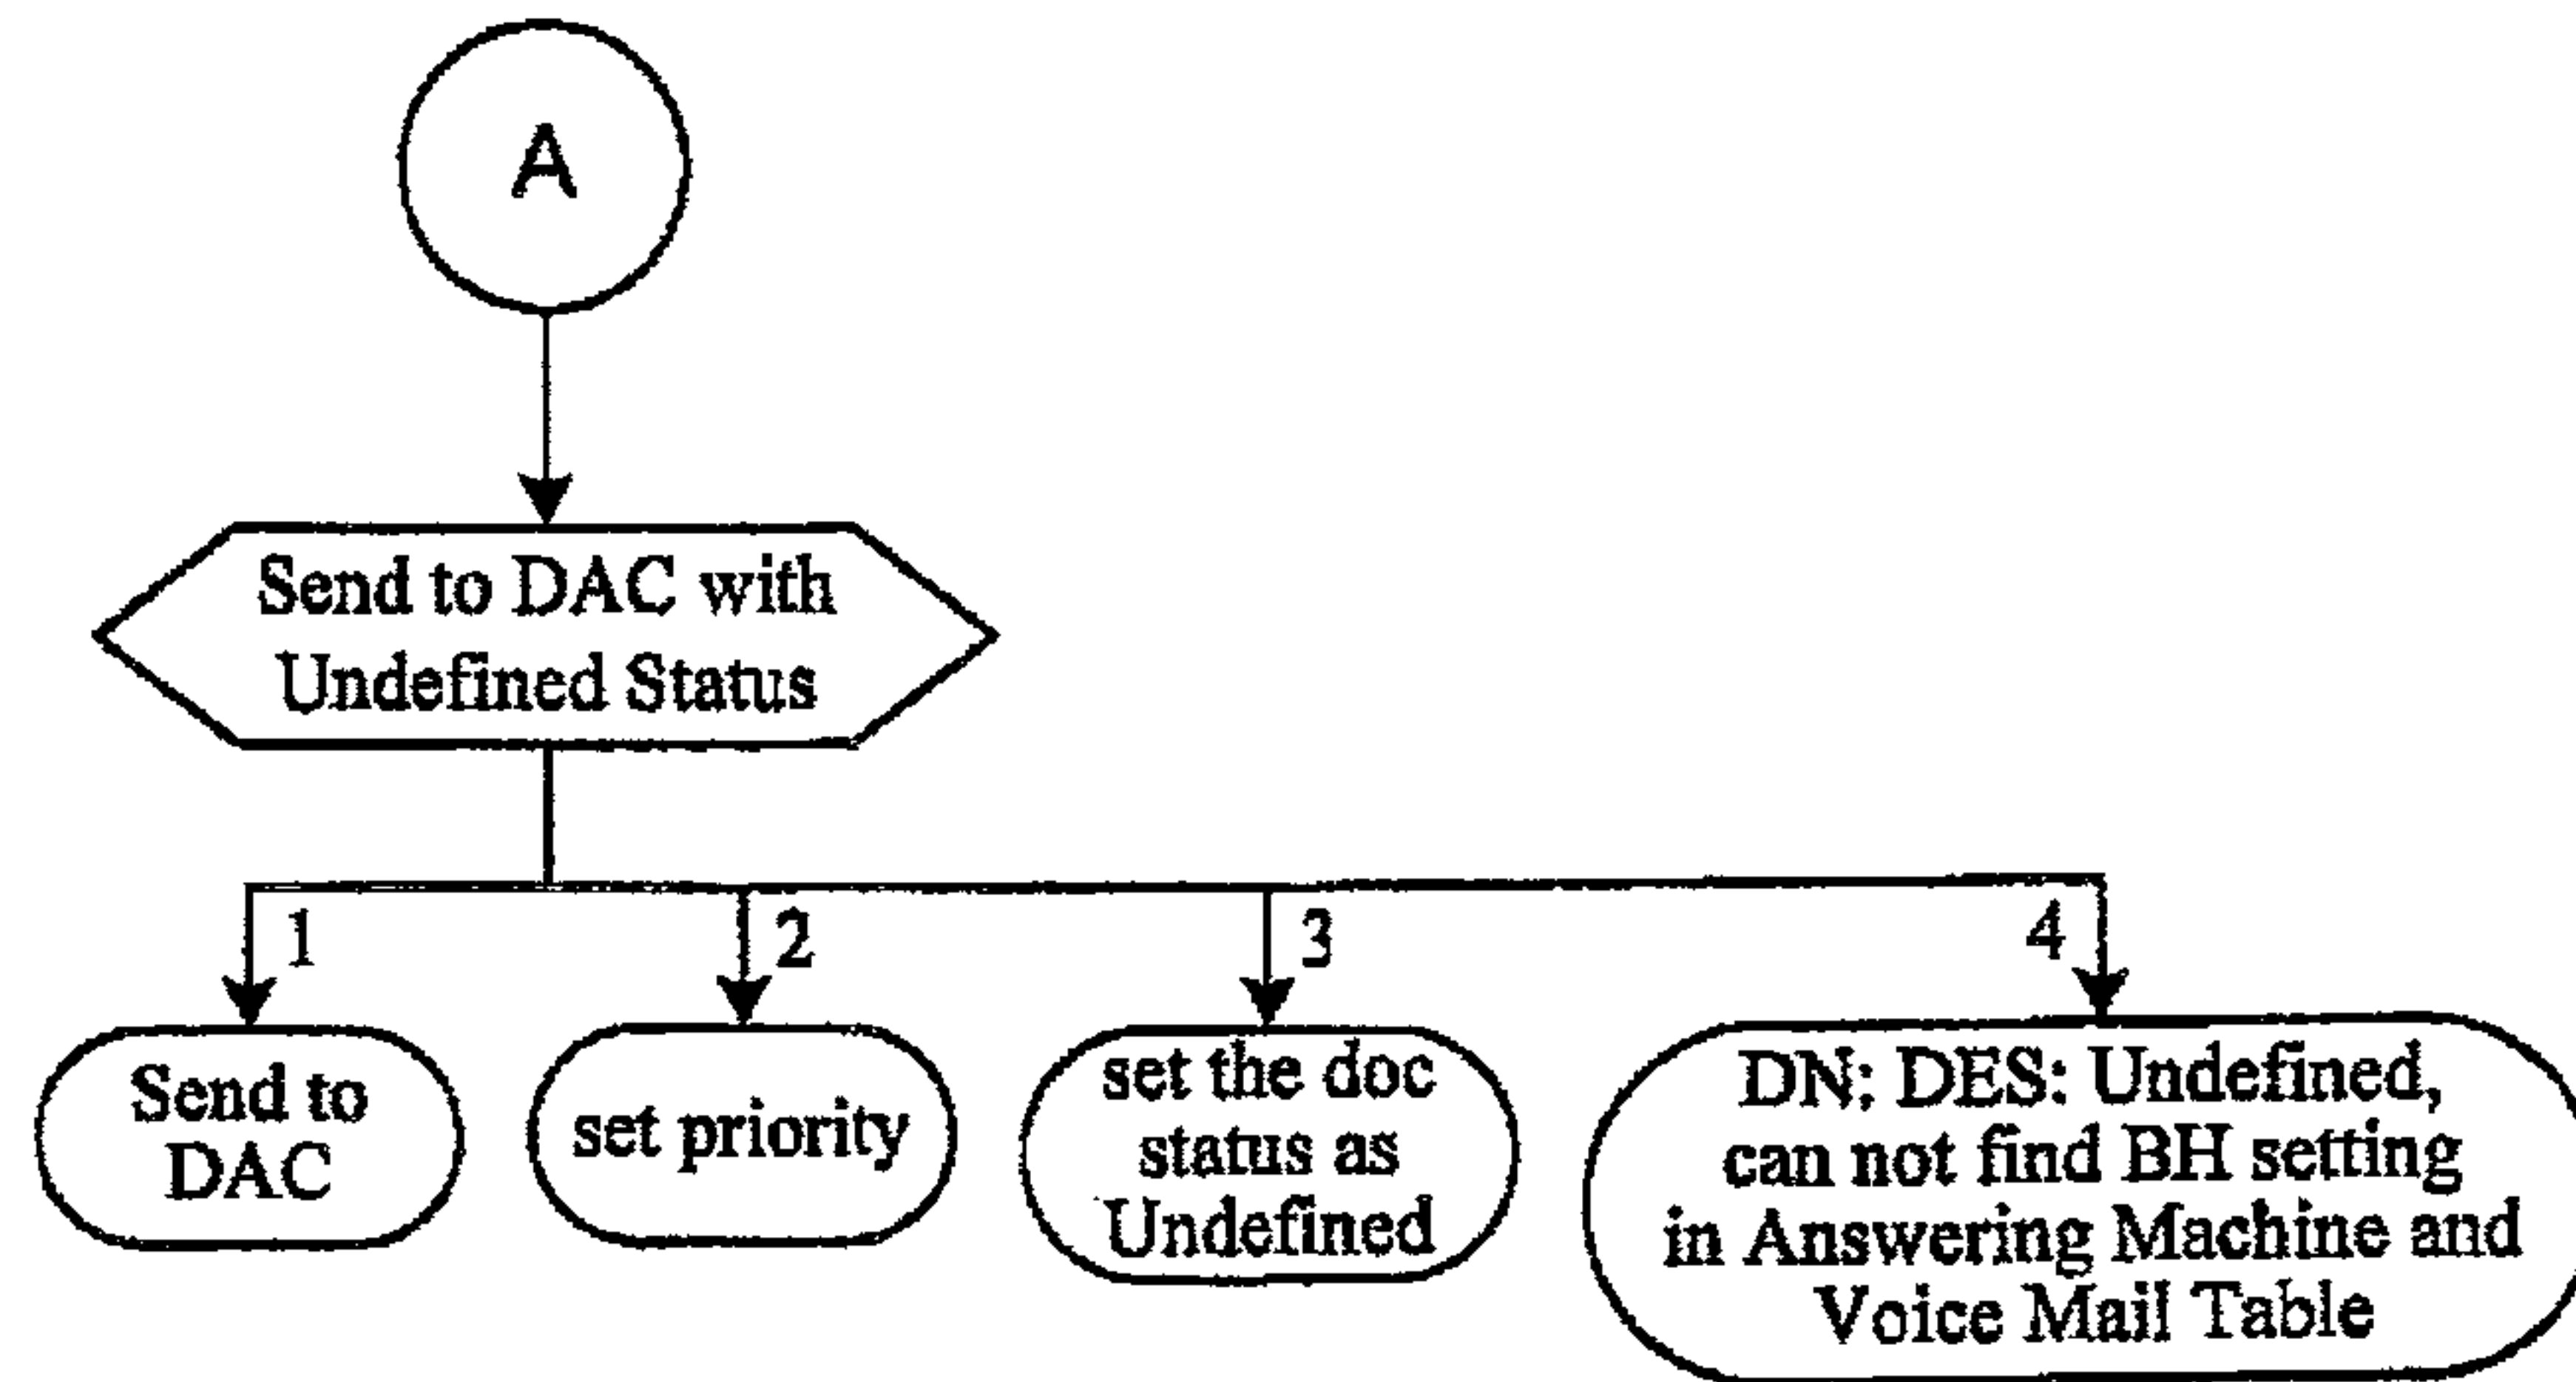 A
Send to DAC with
Undefined Status
1
2
3
4
Send to
DAC
set priority
set the doc
status as
Undefined
DN: DES: Undefined,
can not find BH setting
in Answering Machine and
Voice Mail Table